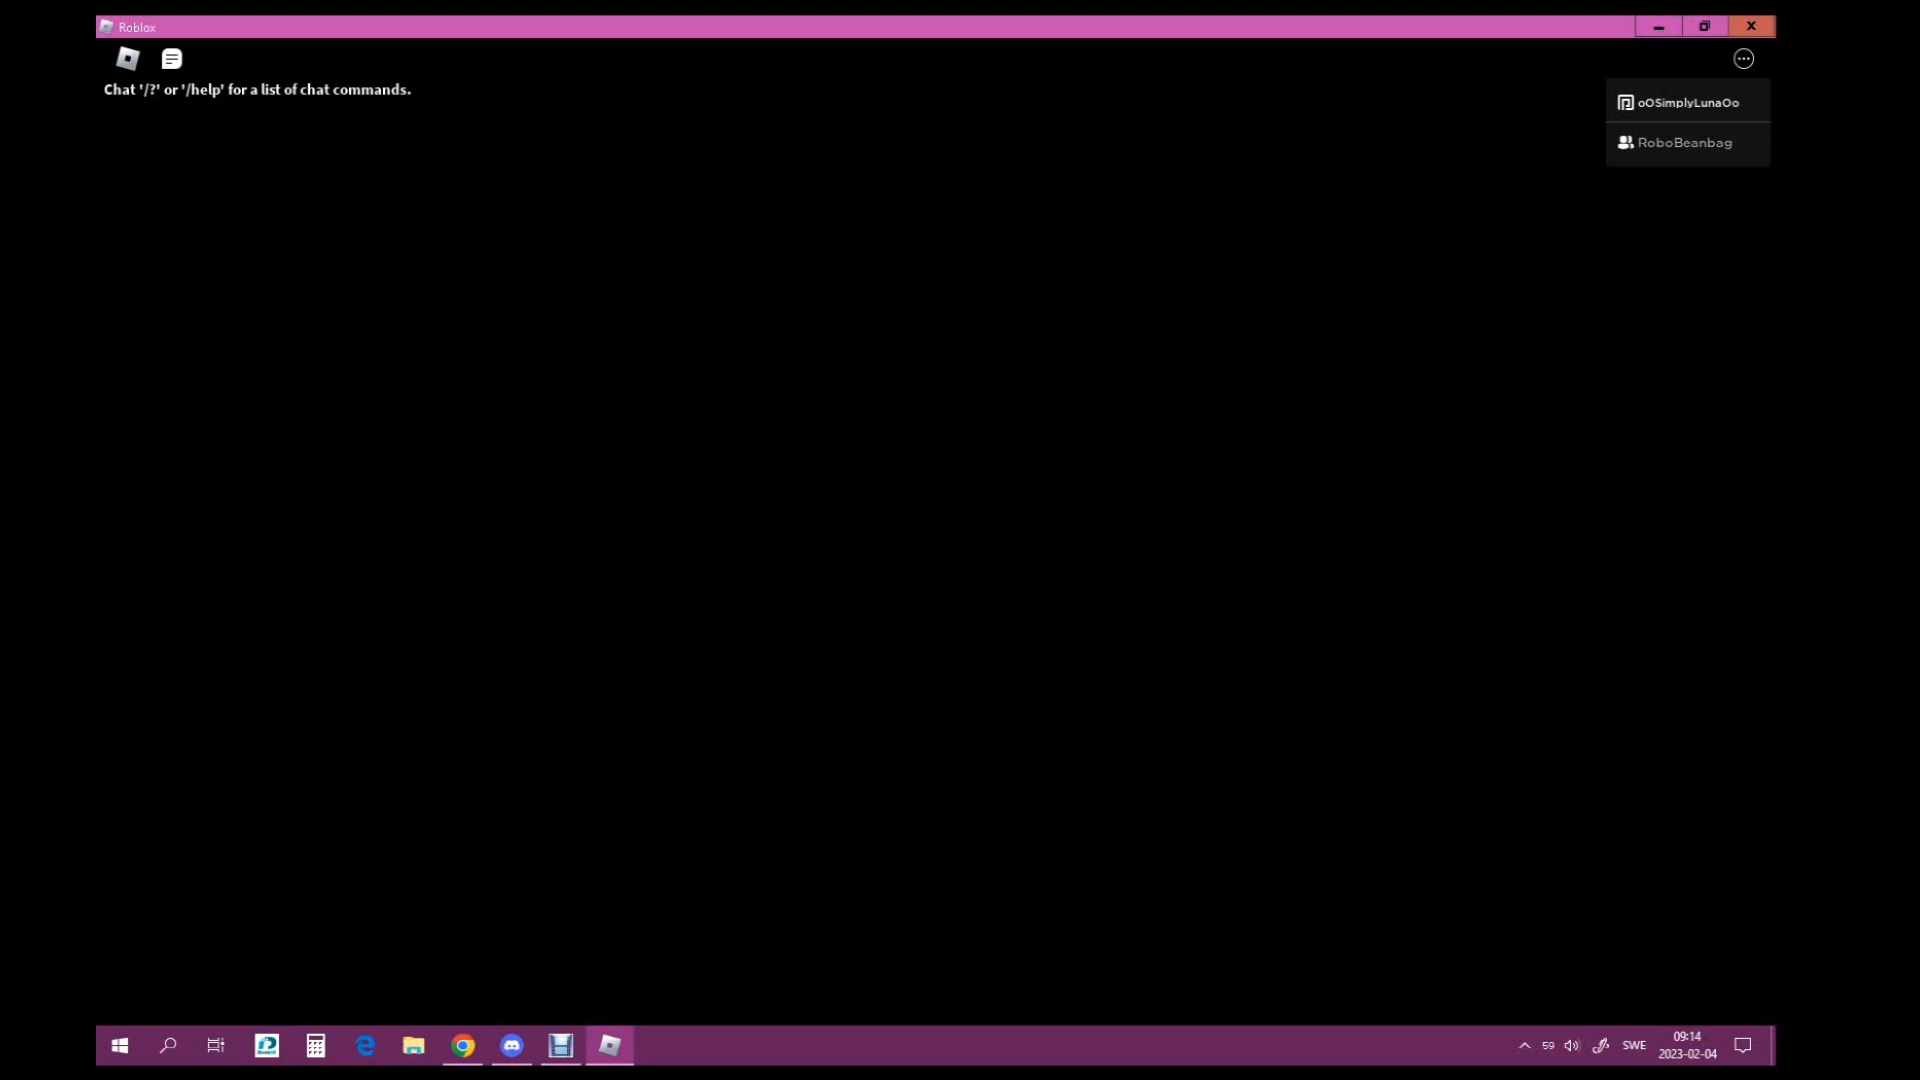 Roblox
Chat '/?' or '/help' for a list of chat commands.
oOSimplyLunaOo
RoboBeanbag
59
SWE
09:14
2023-02-04